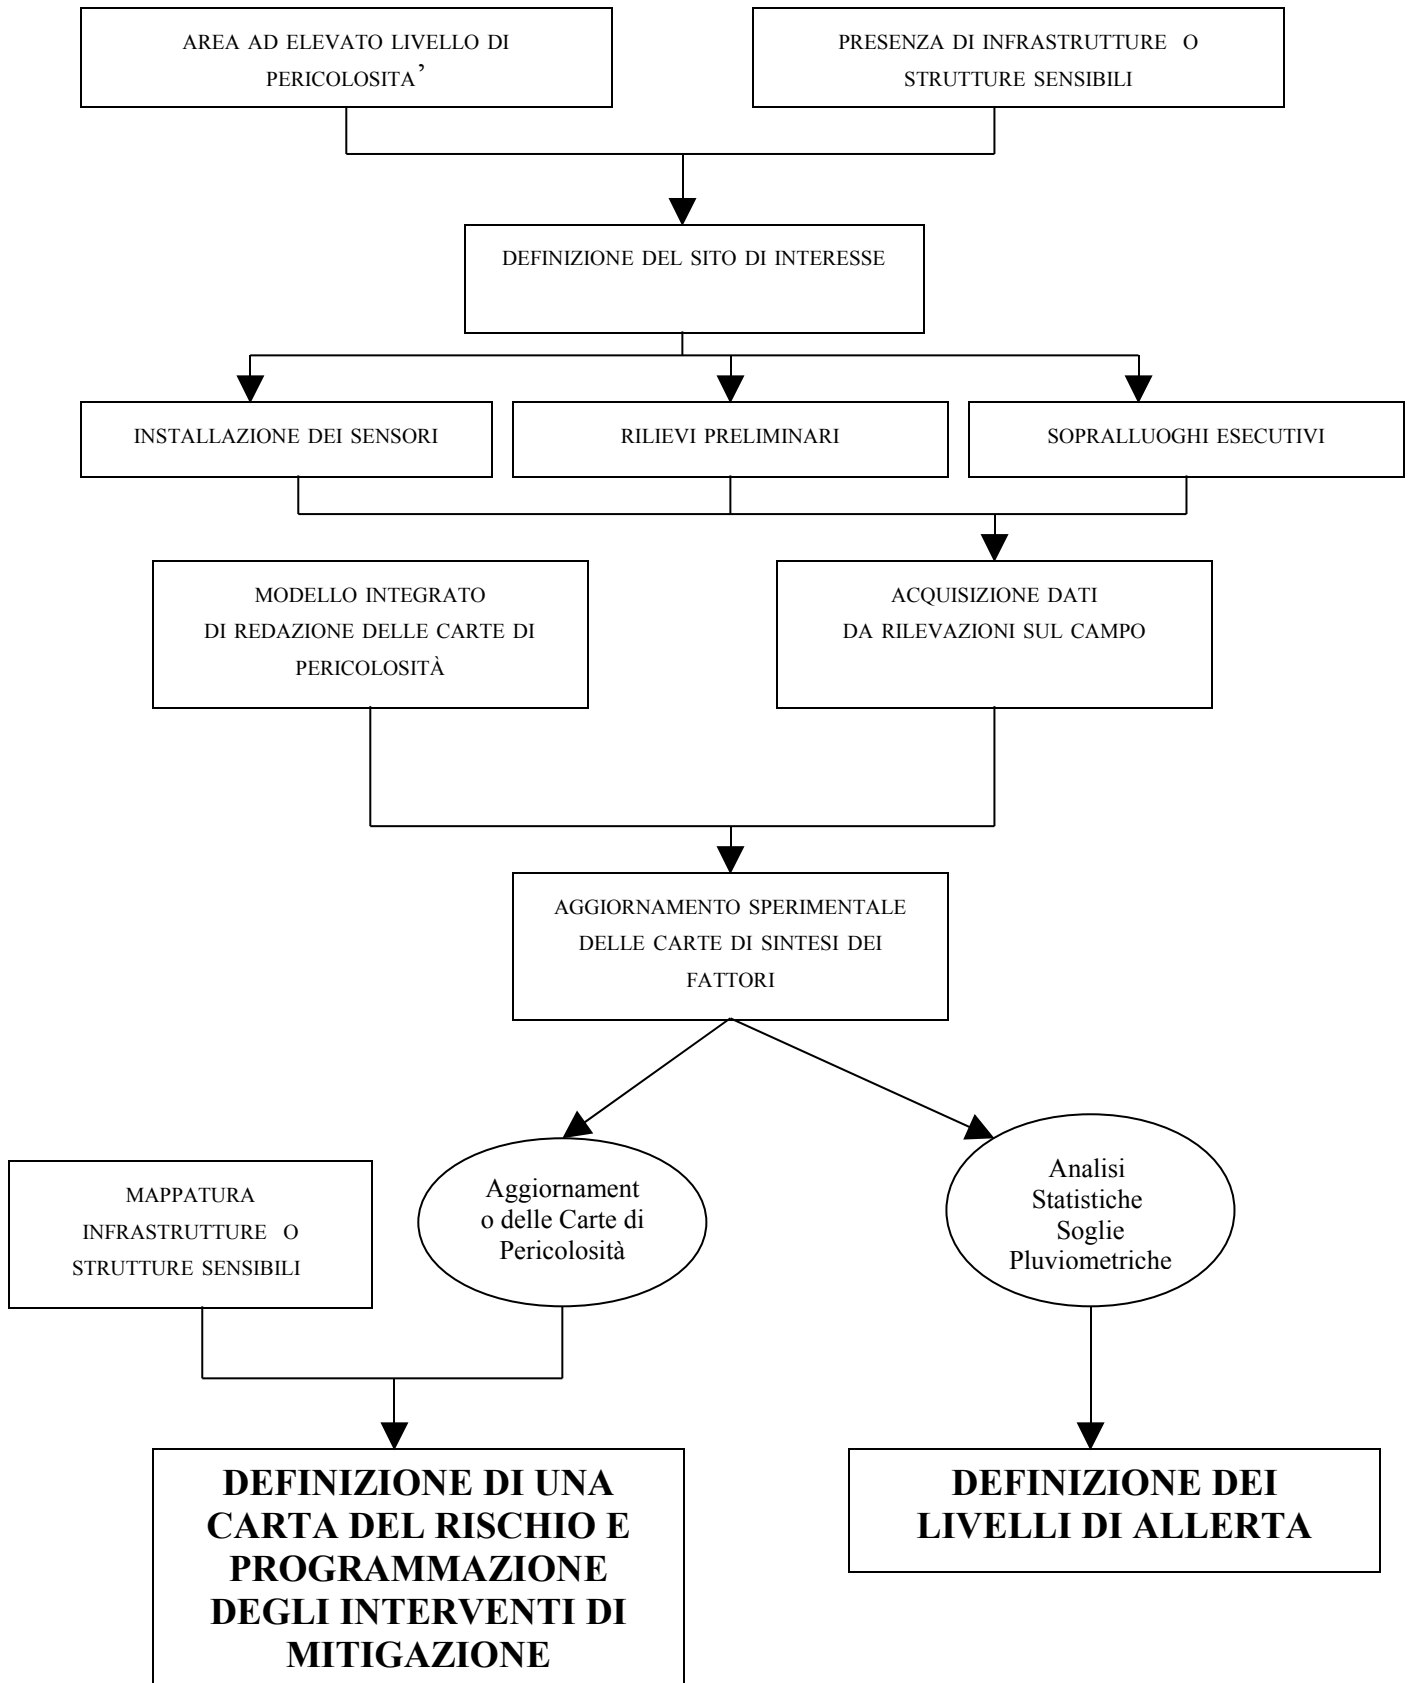 AREA AD ELEVATO LIVELLO DI
PERICOLOSITA’
PRESENZA DI INFRASTRUTTURE O
STRUTTURE SENSIBILI
DEFINIZIONE DEL SITO DI INTERESSE
INSTALLAZIONE DEI SENSORI
RILIEVI PRELIMINARI
SOPRALLUOGHI ESECUTIVI
MODELLO INTEGRATO
DI REDAZIONE DELLE CARTE DI
PERICOLOSITÀ
ACQUISIZIONE DATI
DA RILEVAZIONI SUL CAMPO
AGGIORNAMENTO SPERIMENTALE
DELLE CARTE DI SINTESI DEI
FATTORI
MAPPATURA
INFRASTRUTTURE O
STRUTTURE SENSIBILI
Aggiornament
o delle Carte di
Pericolosità
Analisi
Statistiche
Soglie
Pluviometriche
DEFINIZIONE DI UNA
CARTA DEL RISCHIO E
PROGRAMMAZIONE
DEGLI INTERVENTI DI
MITIGAZIONE
DEFINIZIONE DEI
LIVELLI DI ALLERTA